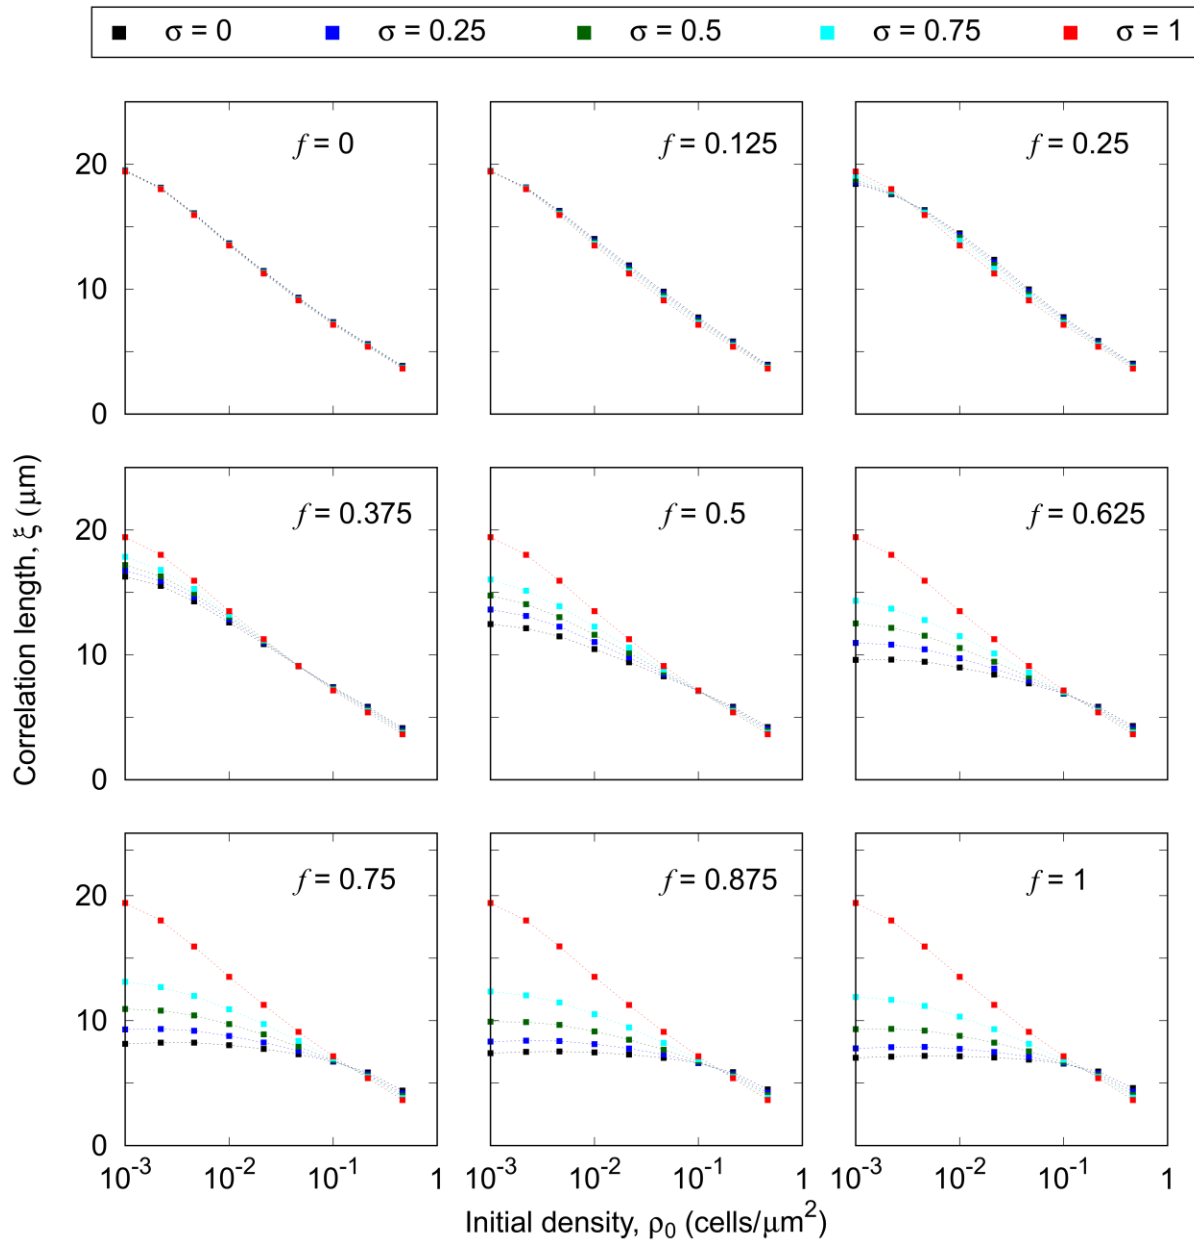 σ = 0 σ = 0.25 σ = 0.5 σ = 0.75 σ = 1
f = 0 f = 0.125 f = 0.25
20
10
0
f = 0.375 f = 0.5 f = 0.625
20
10
0
Correlation length, ξ (μm)
f = 0.75 f = 0.875 f = 1
20
10
0
10⁻³ 10⁻² 10⁻¹ 1 10⁻³ 10⁻² 10⁻¹ 1 10⁻³ 10⁻² 10⁻¹ 1
Initial density, ρ₀ (cells/μm²)